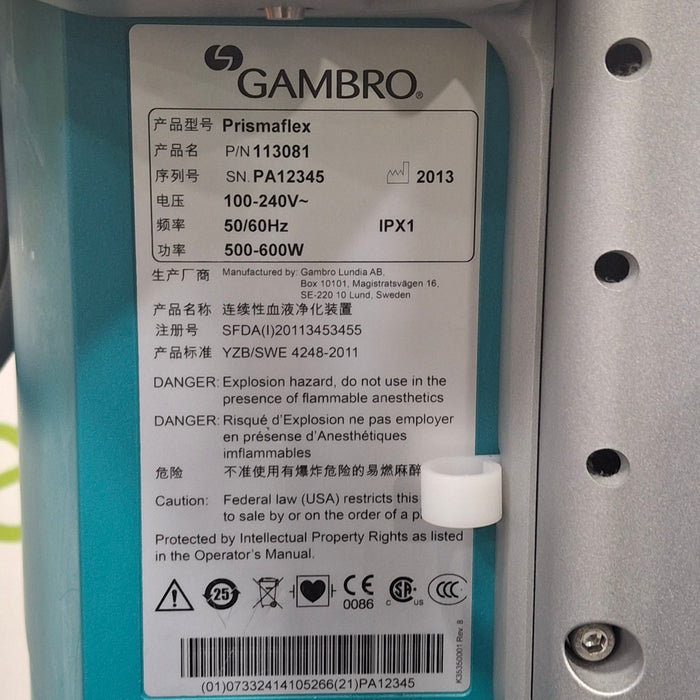 GAMBRO®
产品型号 Prismaflex
产品名 P/N 113081
序列号 SN. PA12345 2013
电压 100-240V~
频率 50/60Hz IPX1
功率 500-600W
生产厂商 Manufactured by: Gambro Lundia AB,
Box 10101, Magistratsvägen 16,
SE-220 10 Lund, Sweden
产品名称 连续性血液净化装置
注册号 SFDA(I)20113453455
产品标准 YZB/SWE 4248-2011
DANGER: Explosion hazard, do not use in the
presence of flammable anesthetics
DANGER: Risqué d'Explosion ne pas employer
en présense d'Anesthétiques
imflammables
危险 不准使用有爆炸危险的易燃麻醉
Caution: Federal law (USA) restricts this
to sale by or on the order of a
Protected by Intellectual Property Rights as listed
in the Operator's Manual.
25 CE 0086 SA c us CCC
K35350001 Rev. 8
(01)07332414105266(21)PA12345